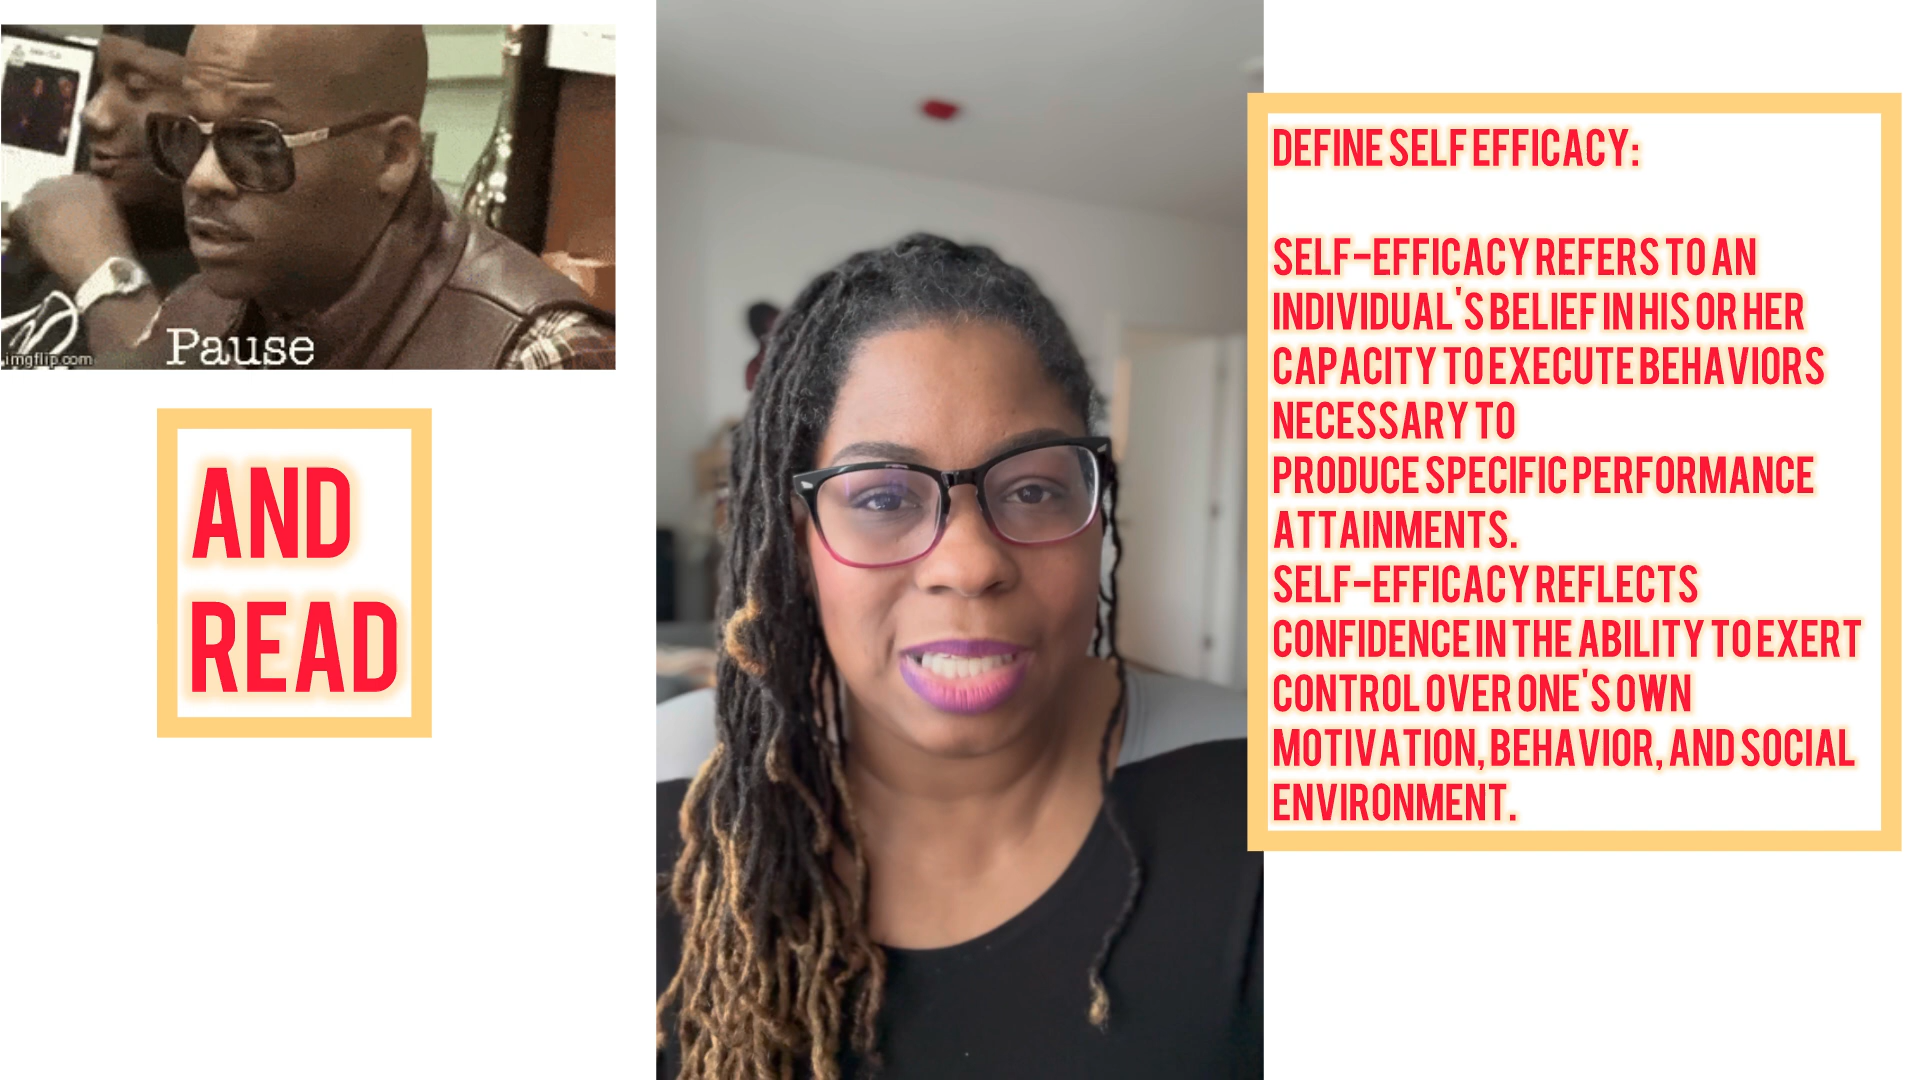 Pause
imgflip.com
AND
READ
DEFINE SELF EFFICACY:
SELF-EFFICACY REFERS TO AN
INDIVIDUAL'S BELIEF IN HIS OR HER
CAPACITY TO EXECUTE BEHAVIORS
NECESSARY TO
PRODUCE SPECIFIC PERFORMANCE
ATTAINMENTS.
SELF-EFFICACY REFLECTS
CONFIDENCE IN THE ABILITY TO EXERT
CONTROL OVER ONE'S OWN
MOTIVATION, BEHAVIOR, AND SOCIAL
ENVIRONMENT.